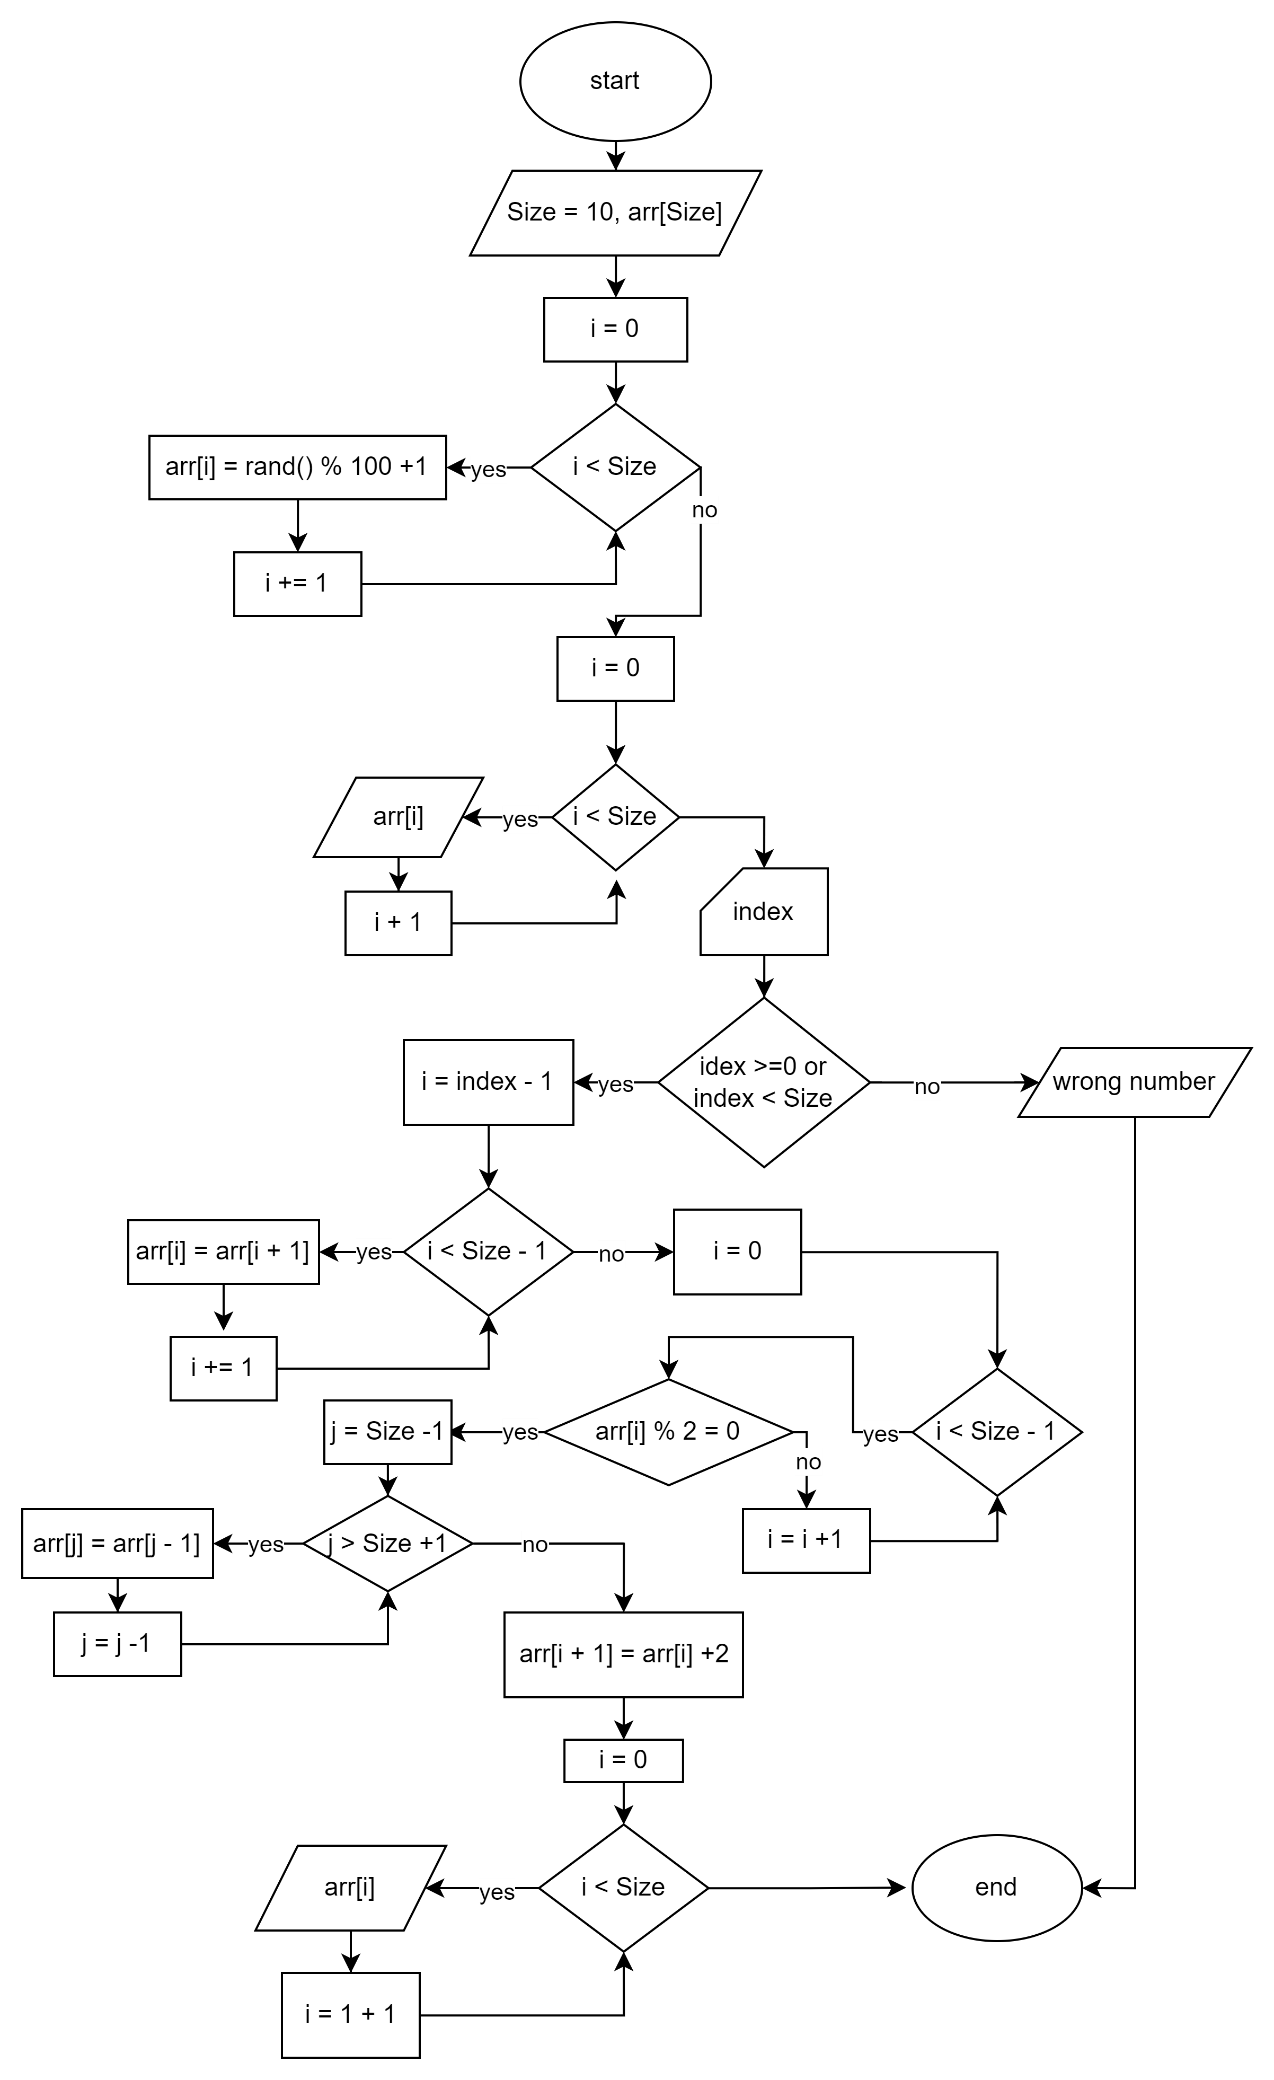 start
Size = 10, arr[Size]
i = 0
i < Size
yes
arr[i] = rand() % 100 +1
no
i += 1
i = 0
i < Size
yes
arr[i]
i + 1
index
idex >=0 or
index < Size
yes
i = index - 1
no
wrong number
i < Size - 1
yes
arr[i] = arr[i + 1]
no
i = 0
i += 1
i < Size - 1
yes
arr[i] % 2 = 0
yes
j = Size -1
no
i = i +1
j > Size +1
yes
arr[j] = arr[j - 1]
no
j = j -1
arr[i + 1] = arr[i] +2
i = 0
i < Size
yes
arr[i]
end
i = 1 + 1